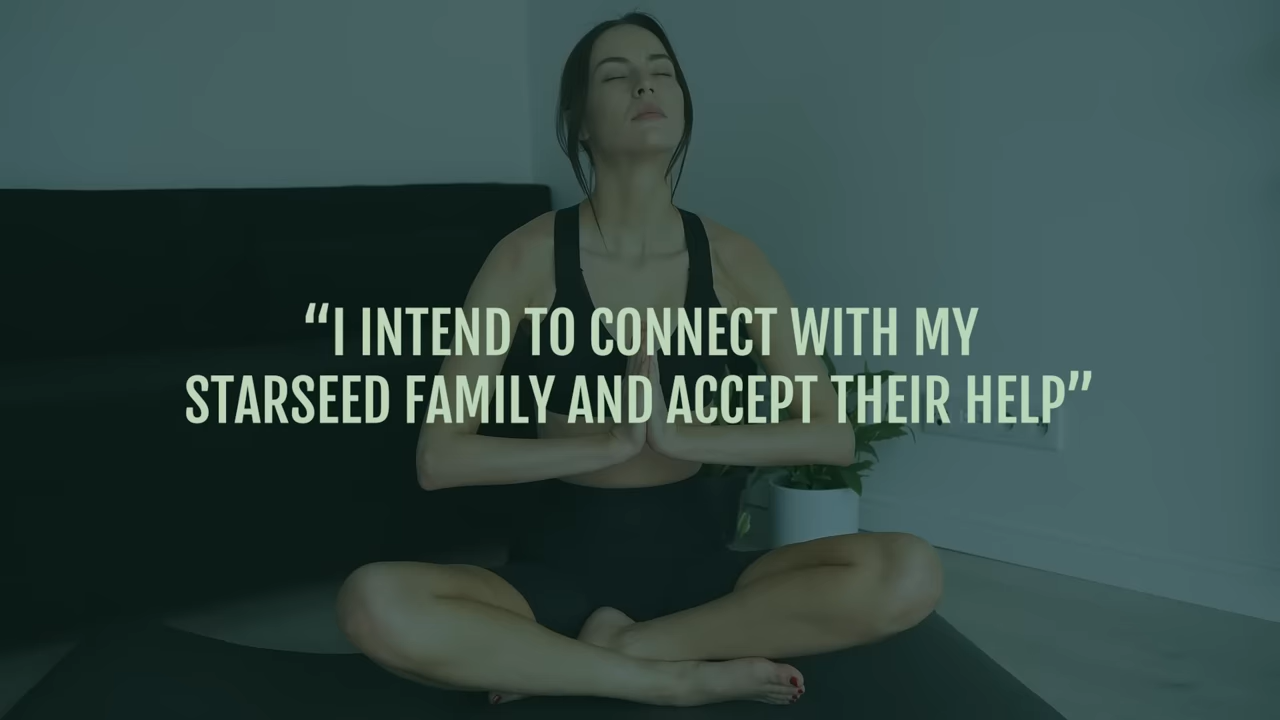 “I INTEND TO CONNECT WITH MY
STARSEED FAMILY AND ACCEPT THEIR HELP”